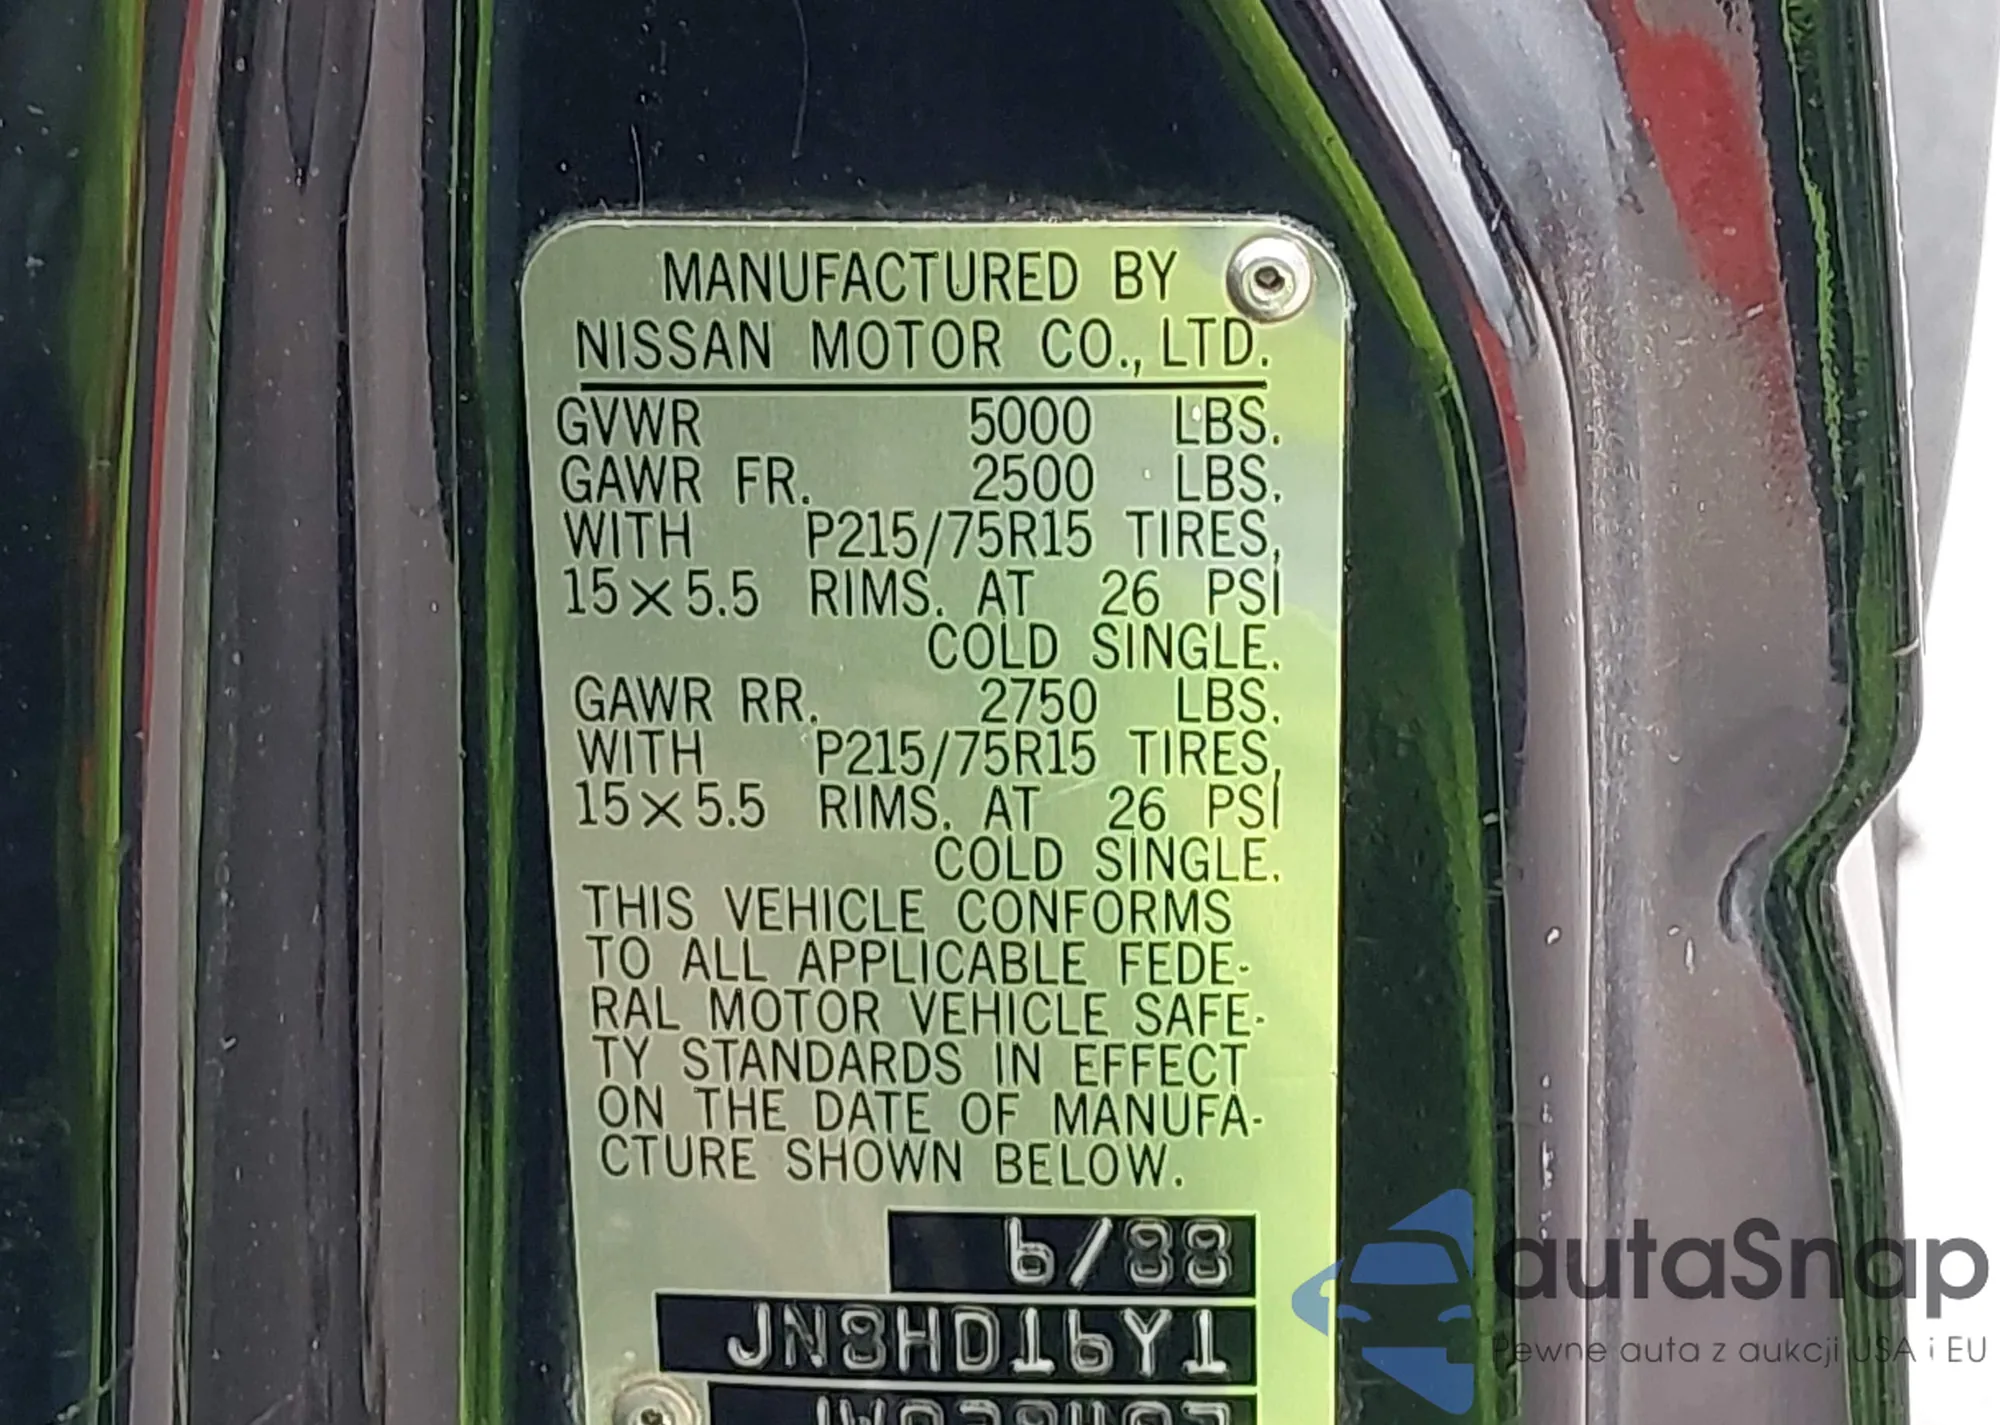 MANUFACTURED BY
NISSAN MOTOR CO., LTD.
GVWR 5000 LBS.
GAWR FR. 2500 LBS.
WITH P215/75R15 TIRES,
15×5.5 RIMS. AT 26 PSI
COLD SINGLE.
GAWR RR. 2750 LBS.
WITH P215/75R15 TIRES,
15×5.5 RIMS. AT 26 PSI
COLD SINGLE.
THIS VEHICLE CONFORMS
TO ALL APPLICABLE FEDE-
RAL MOTOR VEHICLE SAFE-
TY STANDARDS IN EFFECT
ON THE DATE OF MANUFA-
CTURE SHOWN BELOW.
6/88
JN8HD16Y1
autaSnap
Pewne auta z aukcji USA i EU